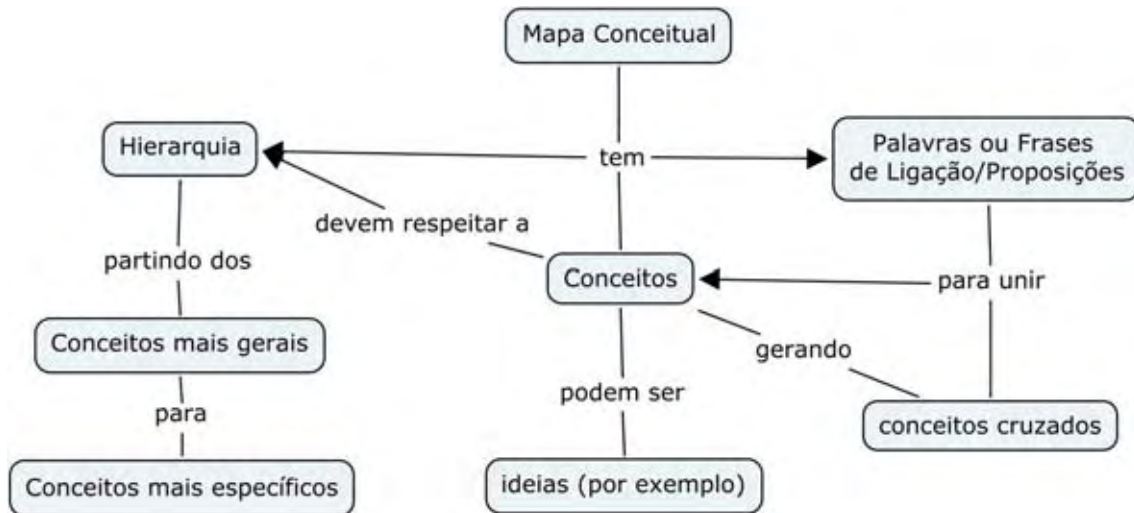 Mapa Conceitual
Hierarquia
tem
Palavras ou Frases
de Ligação/Proposições
devem respeitar a
partindo dos
Conceitos
para unir
Conceitos mais gerais
gerando
podem ser
para
conceitos cruzados
Conceitos mais específicos
ideias (por exemplo)